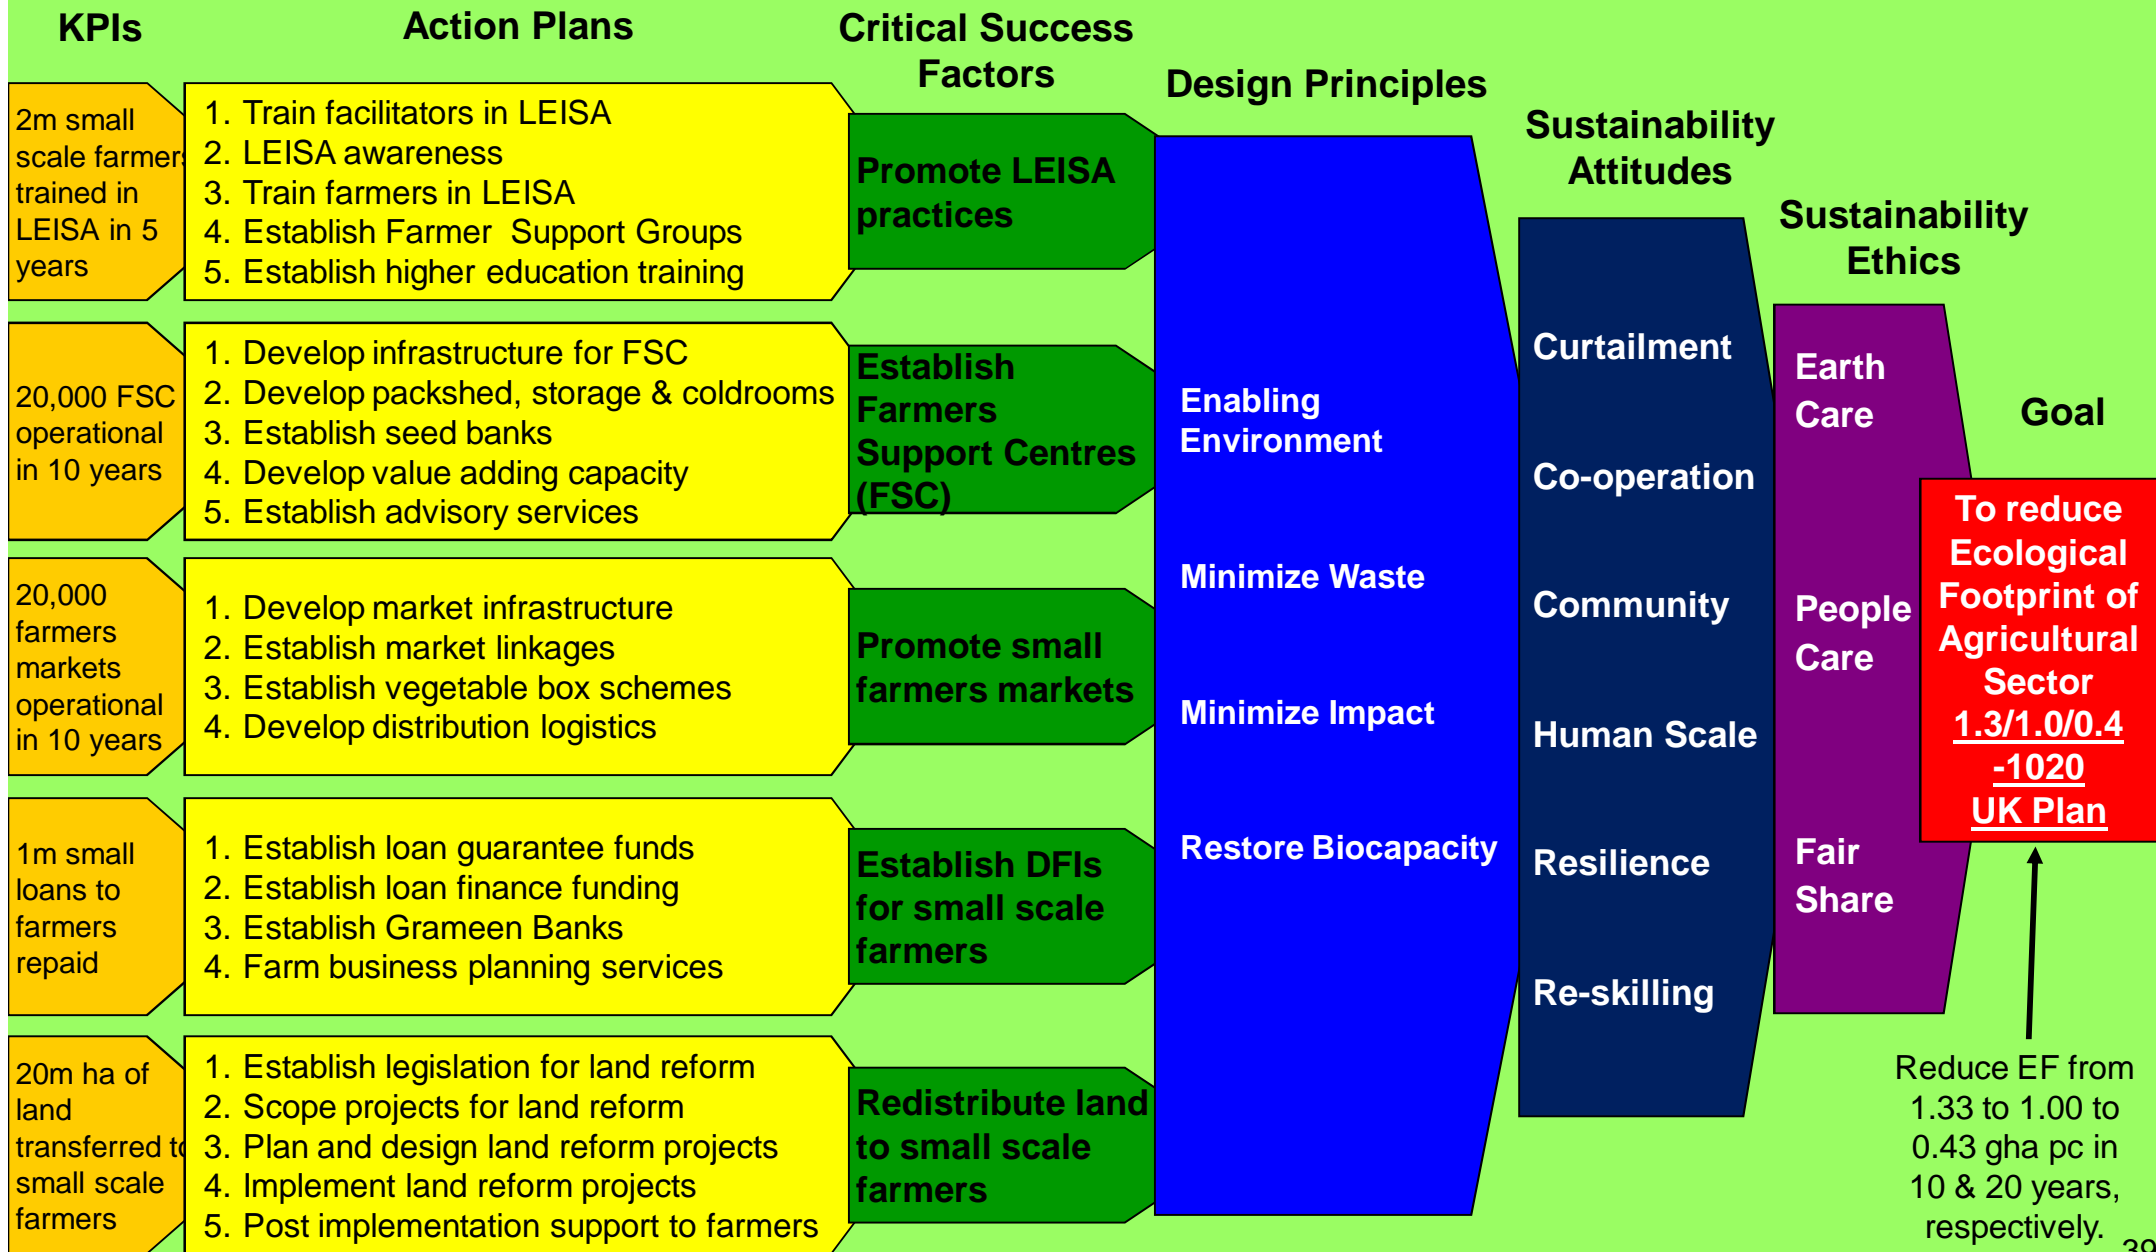 KPIs
Action Plans
Critical Success
Factors
Design Principles
Sustainability
Attitudes
Sustainability
Ethics
Goal
2m small
scale farmers
trained in
LEISA in 5
years
1. Train facilitators in LEISA
2. LEISA awareness
3. Train farmers in LEISA
4. Establish Farmer Support Groups
5. Establish higher education training
Promote LEISA
practices
20,000 FSC
operational
in 10 years
1. Develop infrastructure for FSC
2. Develop packshed, storage & coldrooms
3. Establish seed banks
4. Develop value adding capacity
5. Establish advisory services
Establish
Farmers
Support Centres
(FSC)
20,000
farmers
markets
operational
in 10 years
1. Develop market infrastructure
2. Establish market linkages
3. Establish vegetable box schemes
4. Develop distribution logistics
Promote small
farmers markets
1m small
loans to
farmers
repaid
1. Establish loan guarantee funds
2. Establish loan finance funding
3. Establish Grameen Banks
4. Farm business planning services
Establish DFIs
for small scale
farmers
20m ha of
land
transferred to
small scale
farmers
1. Establish legislation for land reform
2. Scope projects for land reform
3. Plan and design land reform projects
4. Implement land reform projects
5. Post implementation support to farmers
Redistribute land
to small scale
farmers
Enabling
Environment
Minimize Waste
Minimize Impact
Restore Biocapacity
Curtailment
Co-operation
Community
Human Scale
Resilience
Re-skilling
Earth
Care
People
Care
Fair
Share
To reduce
Ecological
Footprint of
Agricultural
Sector
1.3/1.0/0.4
-1020
UK Plan
Reduce EF from
1.33 to 1.00 to
0.43 gha pc in
10 & 20 years,
respectively.
39